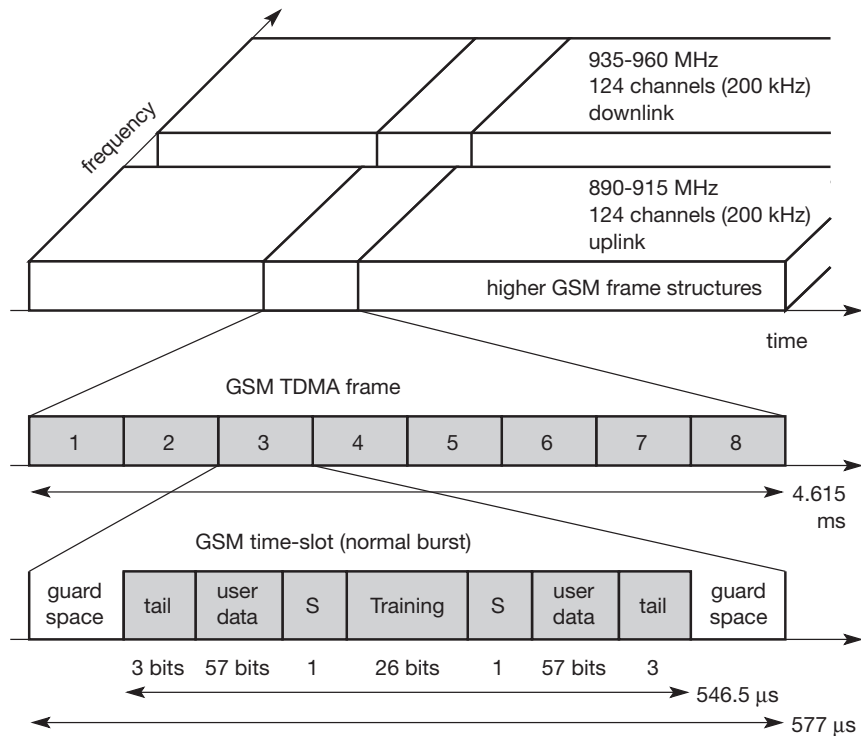 935-960 MHz
124 channels (200 kHz)
downlink
frequency
890-915 MHz
124 channels (200 kHz)
uplink
higher GSM frame structures
time
GSM TDMA frame
1 2 3 4 5 6 7 8
4.615
ms
GSM time-slot (normal burst)
guard
space
tail
user
data
S
Training
S
user
data
tail
guard
space
3 bits 57 bits 1 26 bits 1 57 bits 3
546.5 µs
577 µs